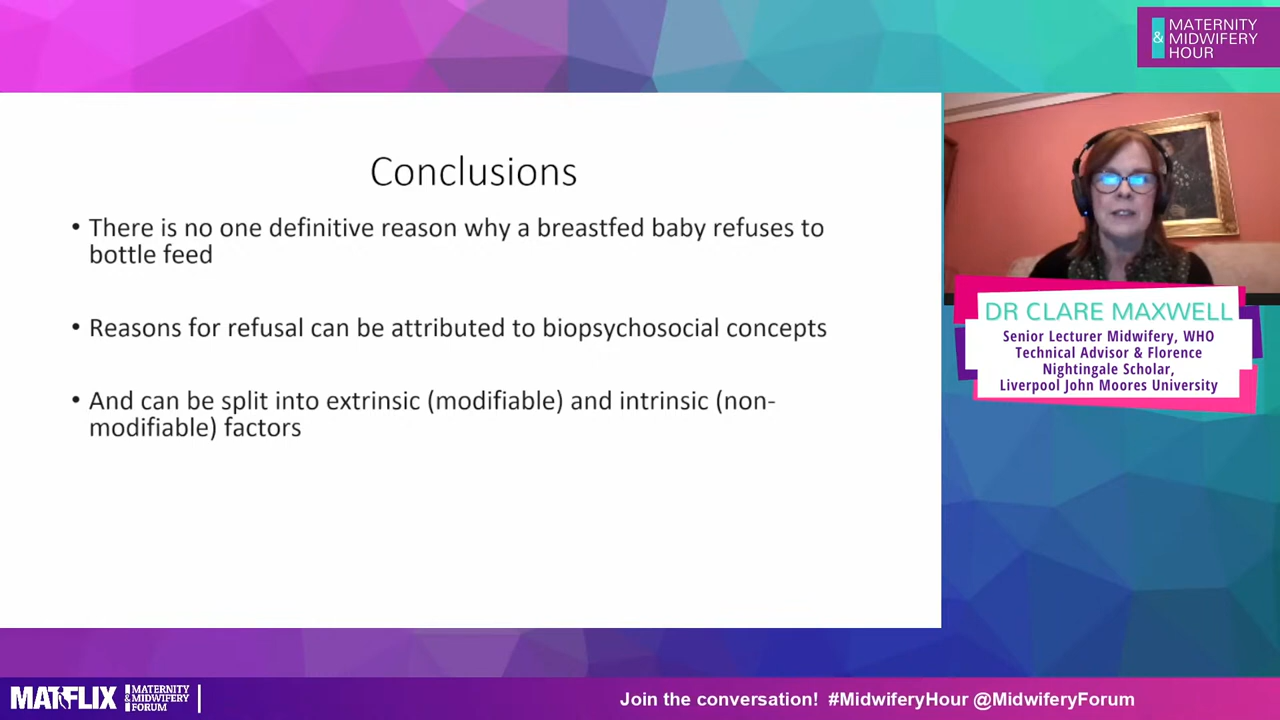 MATERNITY
& MIDWIFERY
HOUR
Conclusions
• There is no one definitive reason why a breastfed baby refuses to
bottle feed
• Reasons for refusal can be attributed to biopsychosocial concepts
• And can be split into extrinsic (modifiable) and intrinsic (non-
modifiable) factors
DR CLARE MAXWELL
Senior Lecturer Midwifery, WHO
Technical Advisor & Florence
Nightingale Scholar,
Liverpool John Moores University
MATFLIX
MATERNITY
& MIDWIFERY
FORUM
Join the conversation! #MidwiferyHour @MidwiferyForum